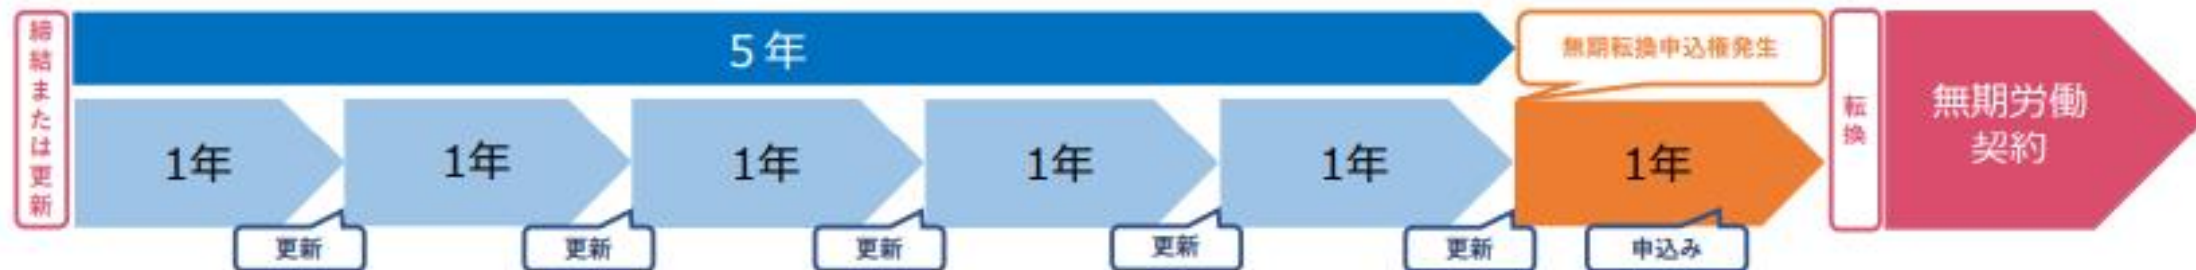 締結または更新
5年
無期転換申込権発生
1年
1年
1年
1年
1年
1年
更新
更新
更新
更新
更新
申込み
転換
無期労働
契約